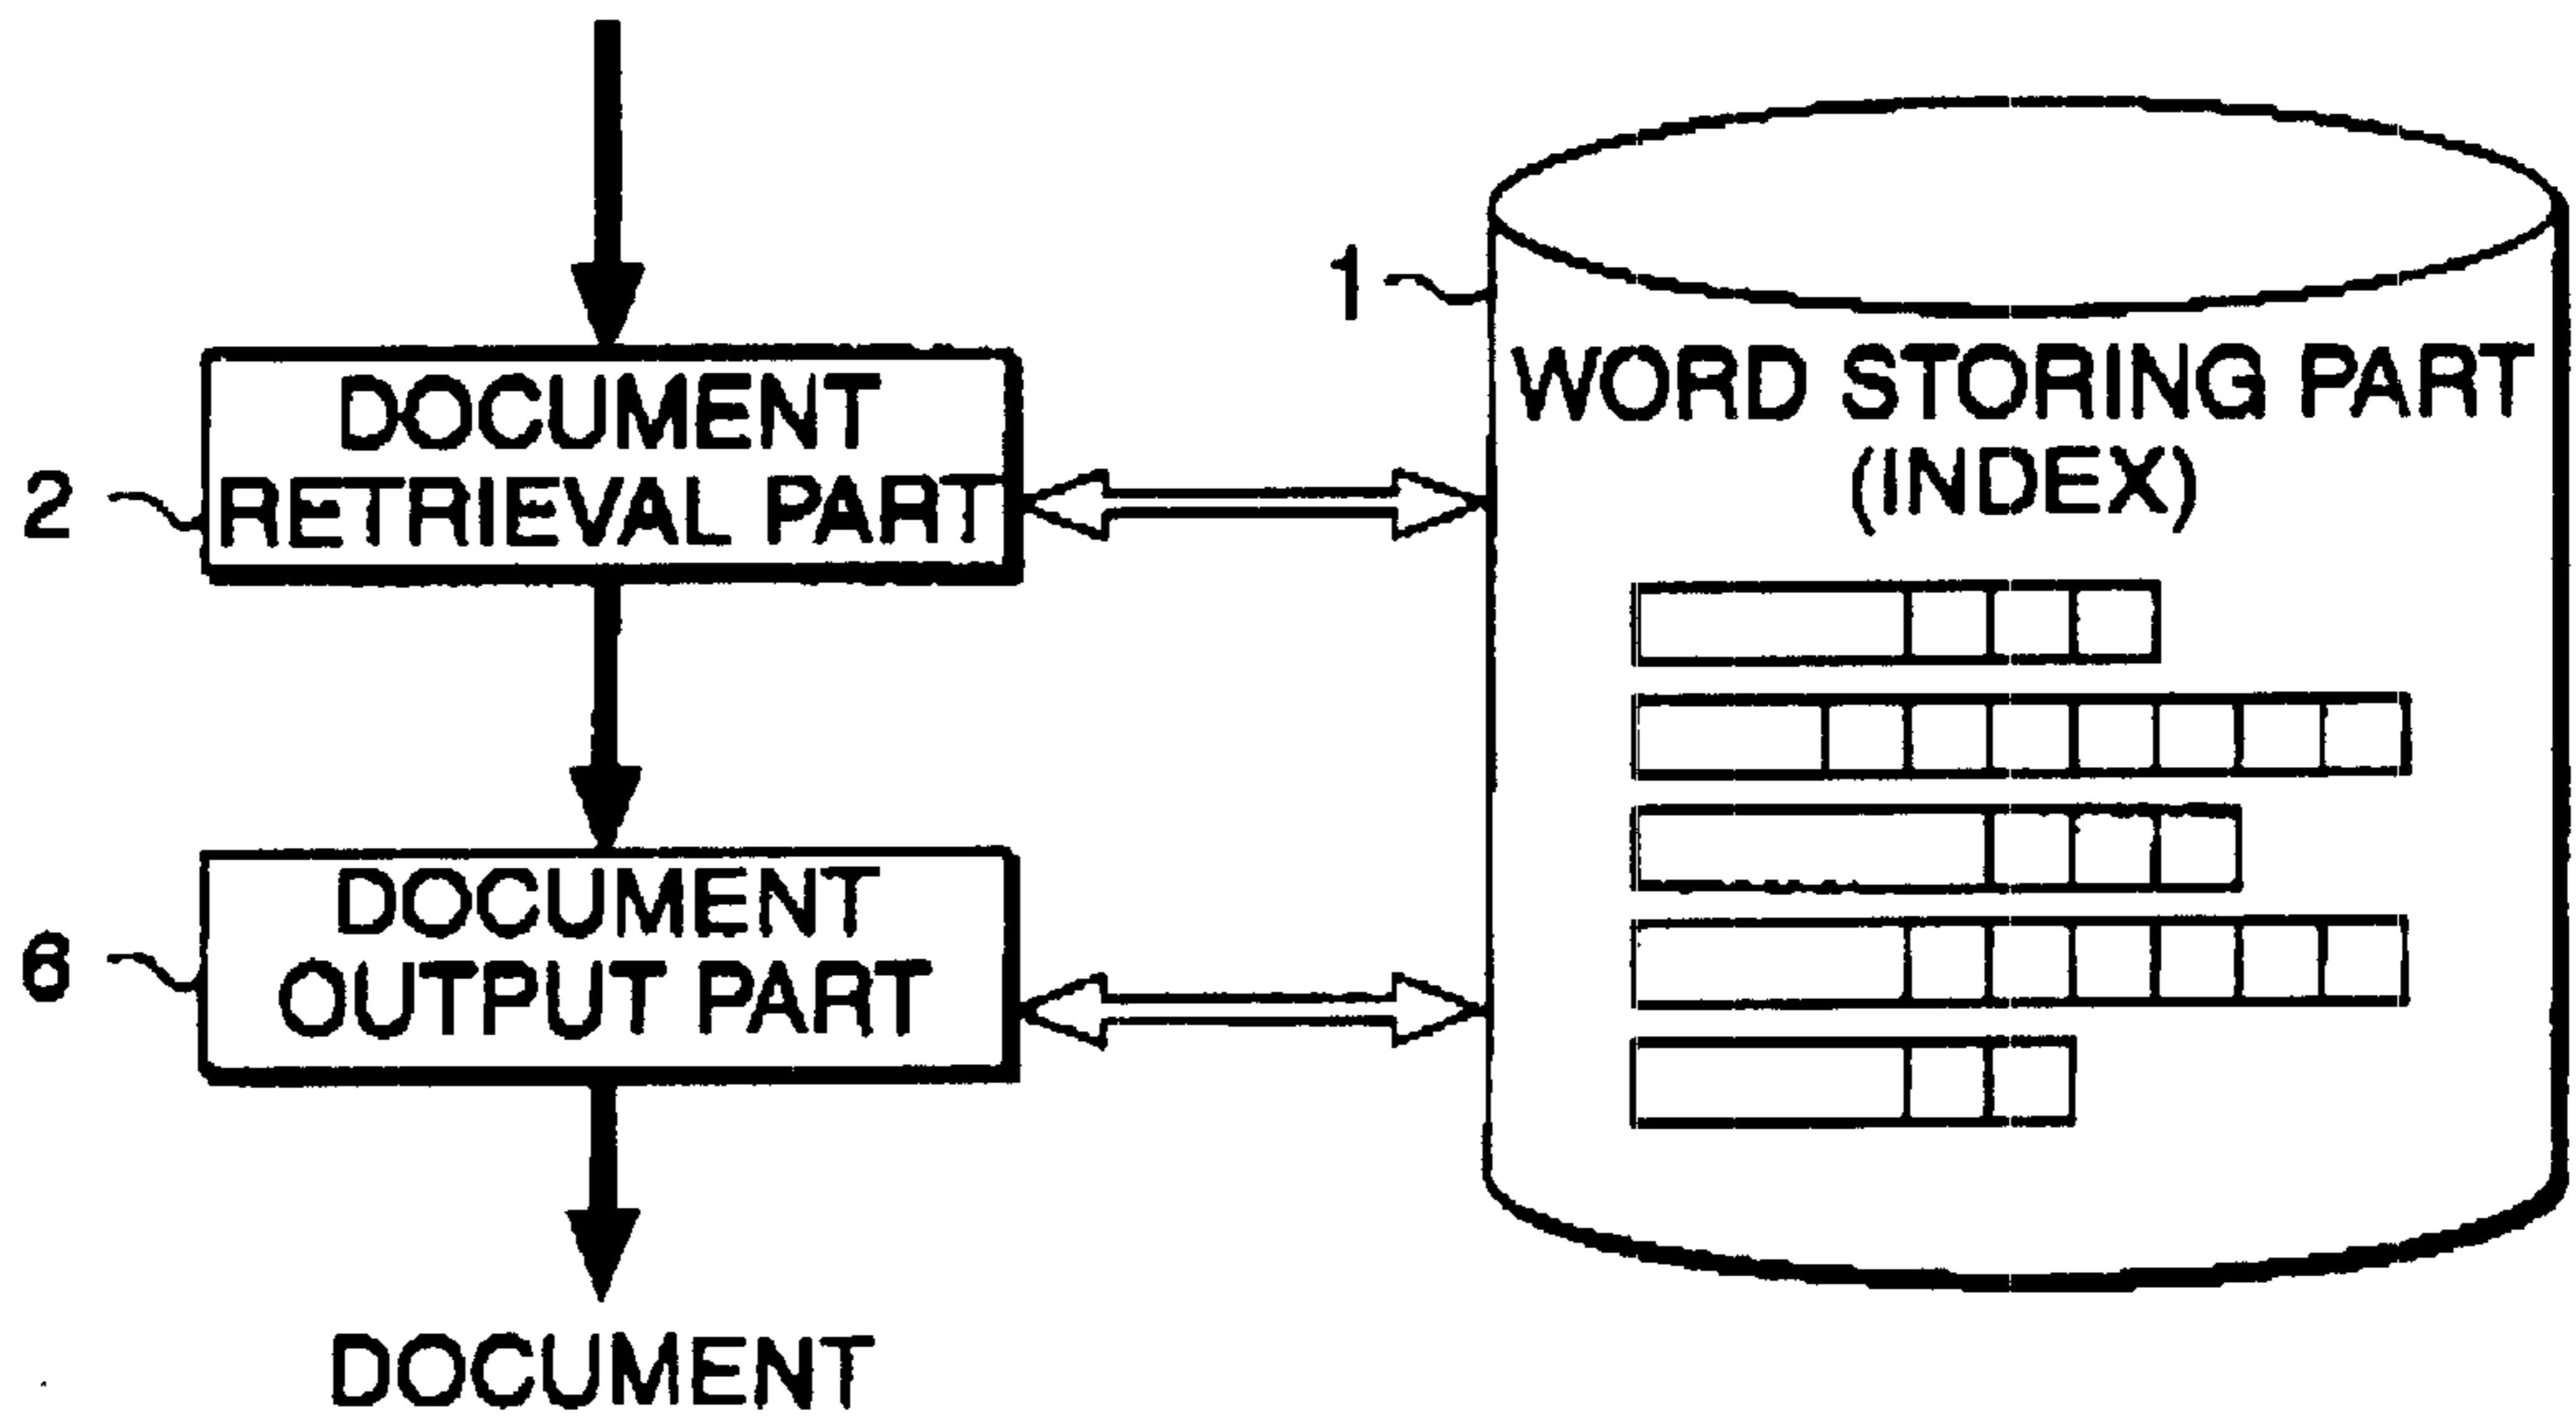 1
WORD STORING PART
(INDEX)
2
DOCUMENT
RETRIEVAL PART
6
DOCUMENT
OUTPUT PART
DOCUMENT